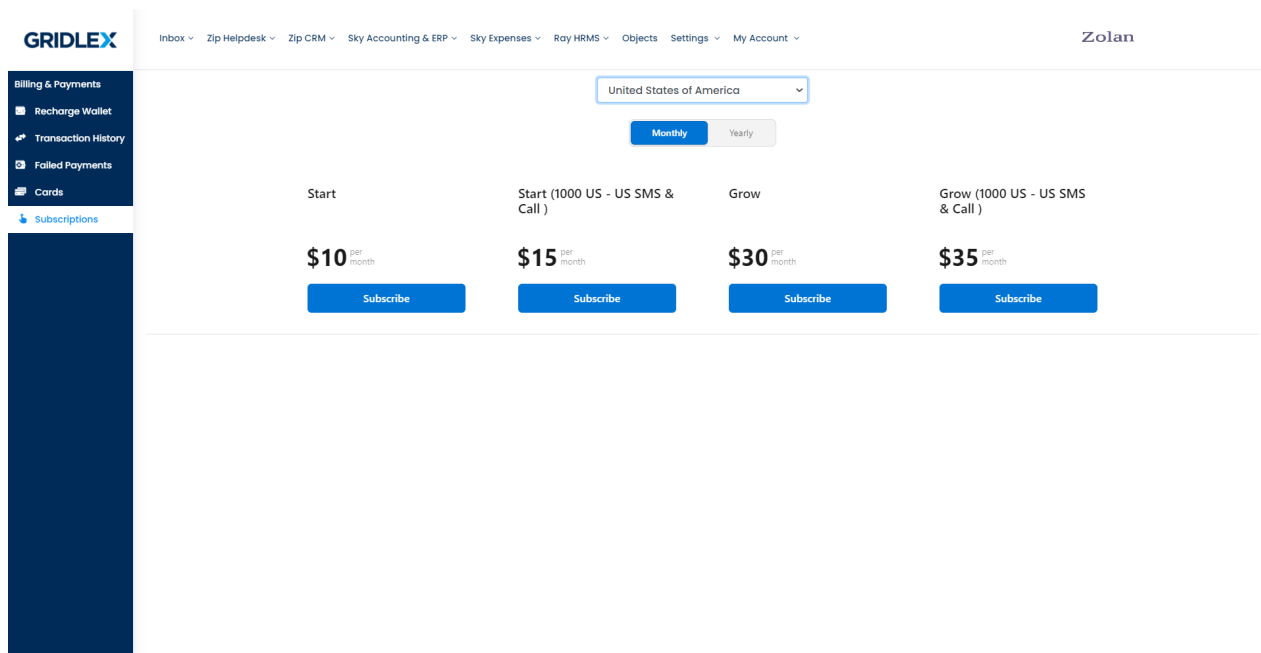 GRIDLEX
Inbox Zip Helpdesk Zip CRM Sky Accounting & ERP Sky Expenses Ray HRMS Objects Settings My Account
Zolan
Billing & Payments
Recharge Wallet
Transaction History
Failed Payments
Cards
Subscriptions
United States of America
Monthly Yearly
Start
$10 per
month
Subscribe
Start (1000 US - US SMS &
Call )
$15 per
month
Subscribe
Grow
$30 per
month
Subscribe
Grow (1000 US - US SMS
& Call )
$35 per
month
Subscribe